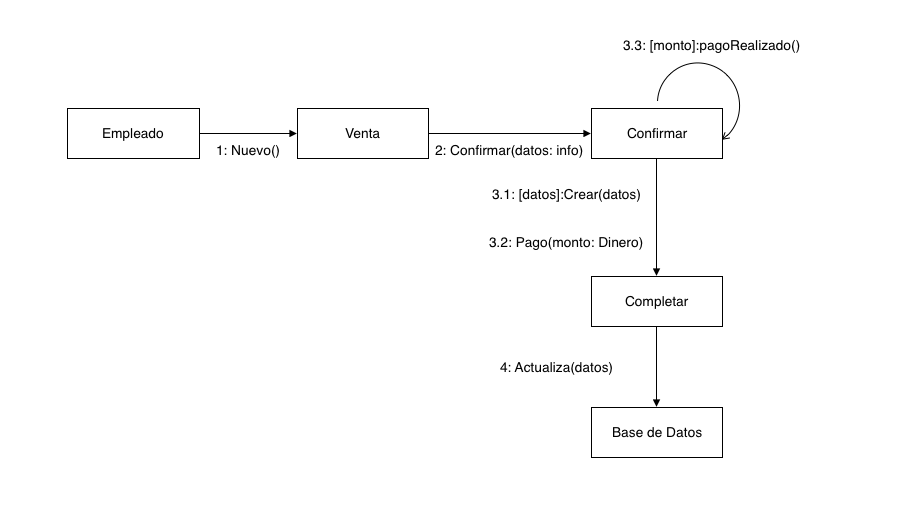 3.3: [monto]:pagoRealizado()
Empleado
Venta
Confirmar
1: Nuevo()
2: Confirmar(datos: info)
3.1: [datos]:Crear(datos)
3.2: Pago(monto: Dinero)
Completar
4: Actualiza(datos)
Base de Datos